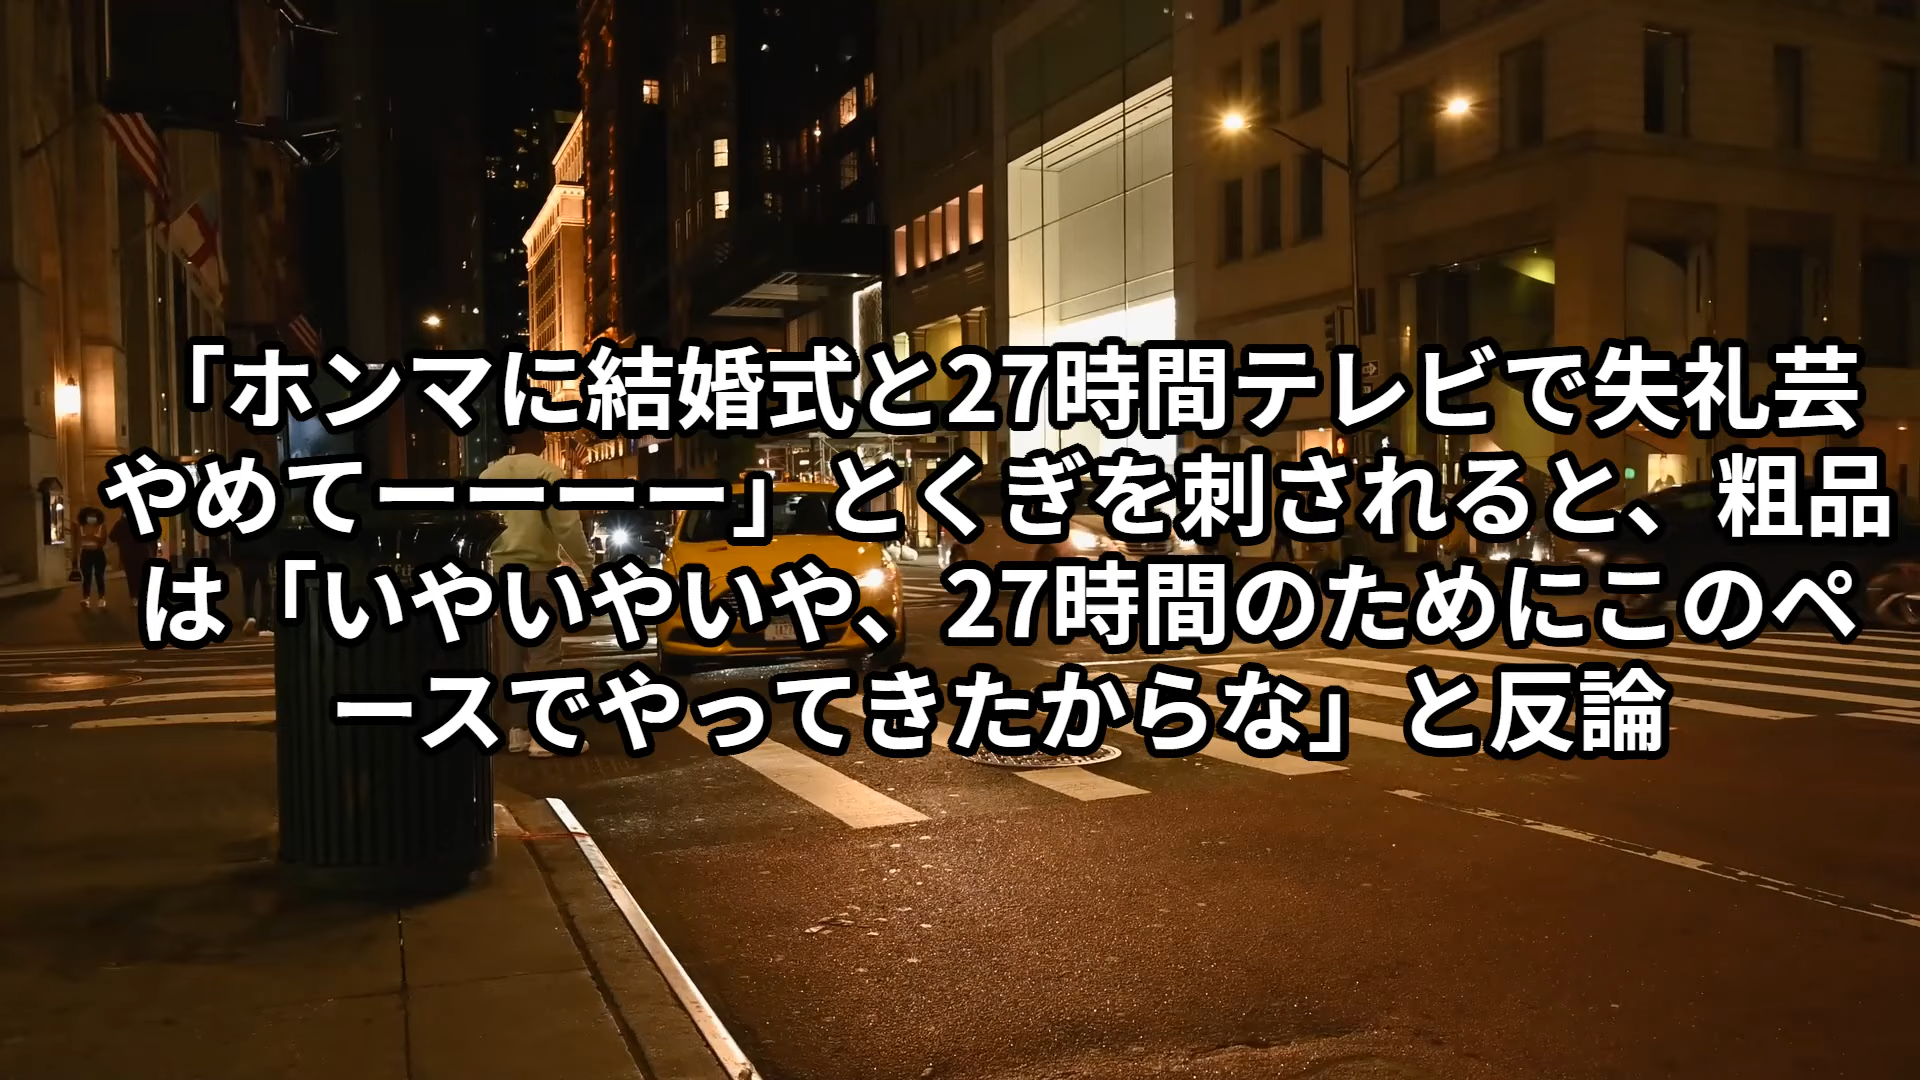 「ホンマに結婚式と27時間テレビで失礼芸
やめてーーーー」とくぎを刺されると、粗品
は「いやいやいや、27時間のためにこのペ
ースでやってきたからな」と反論